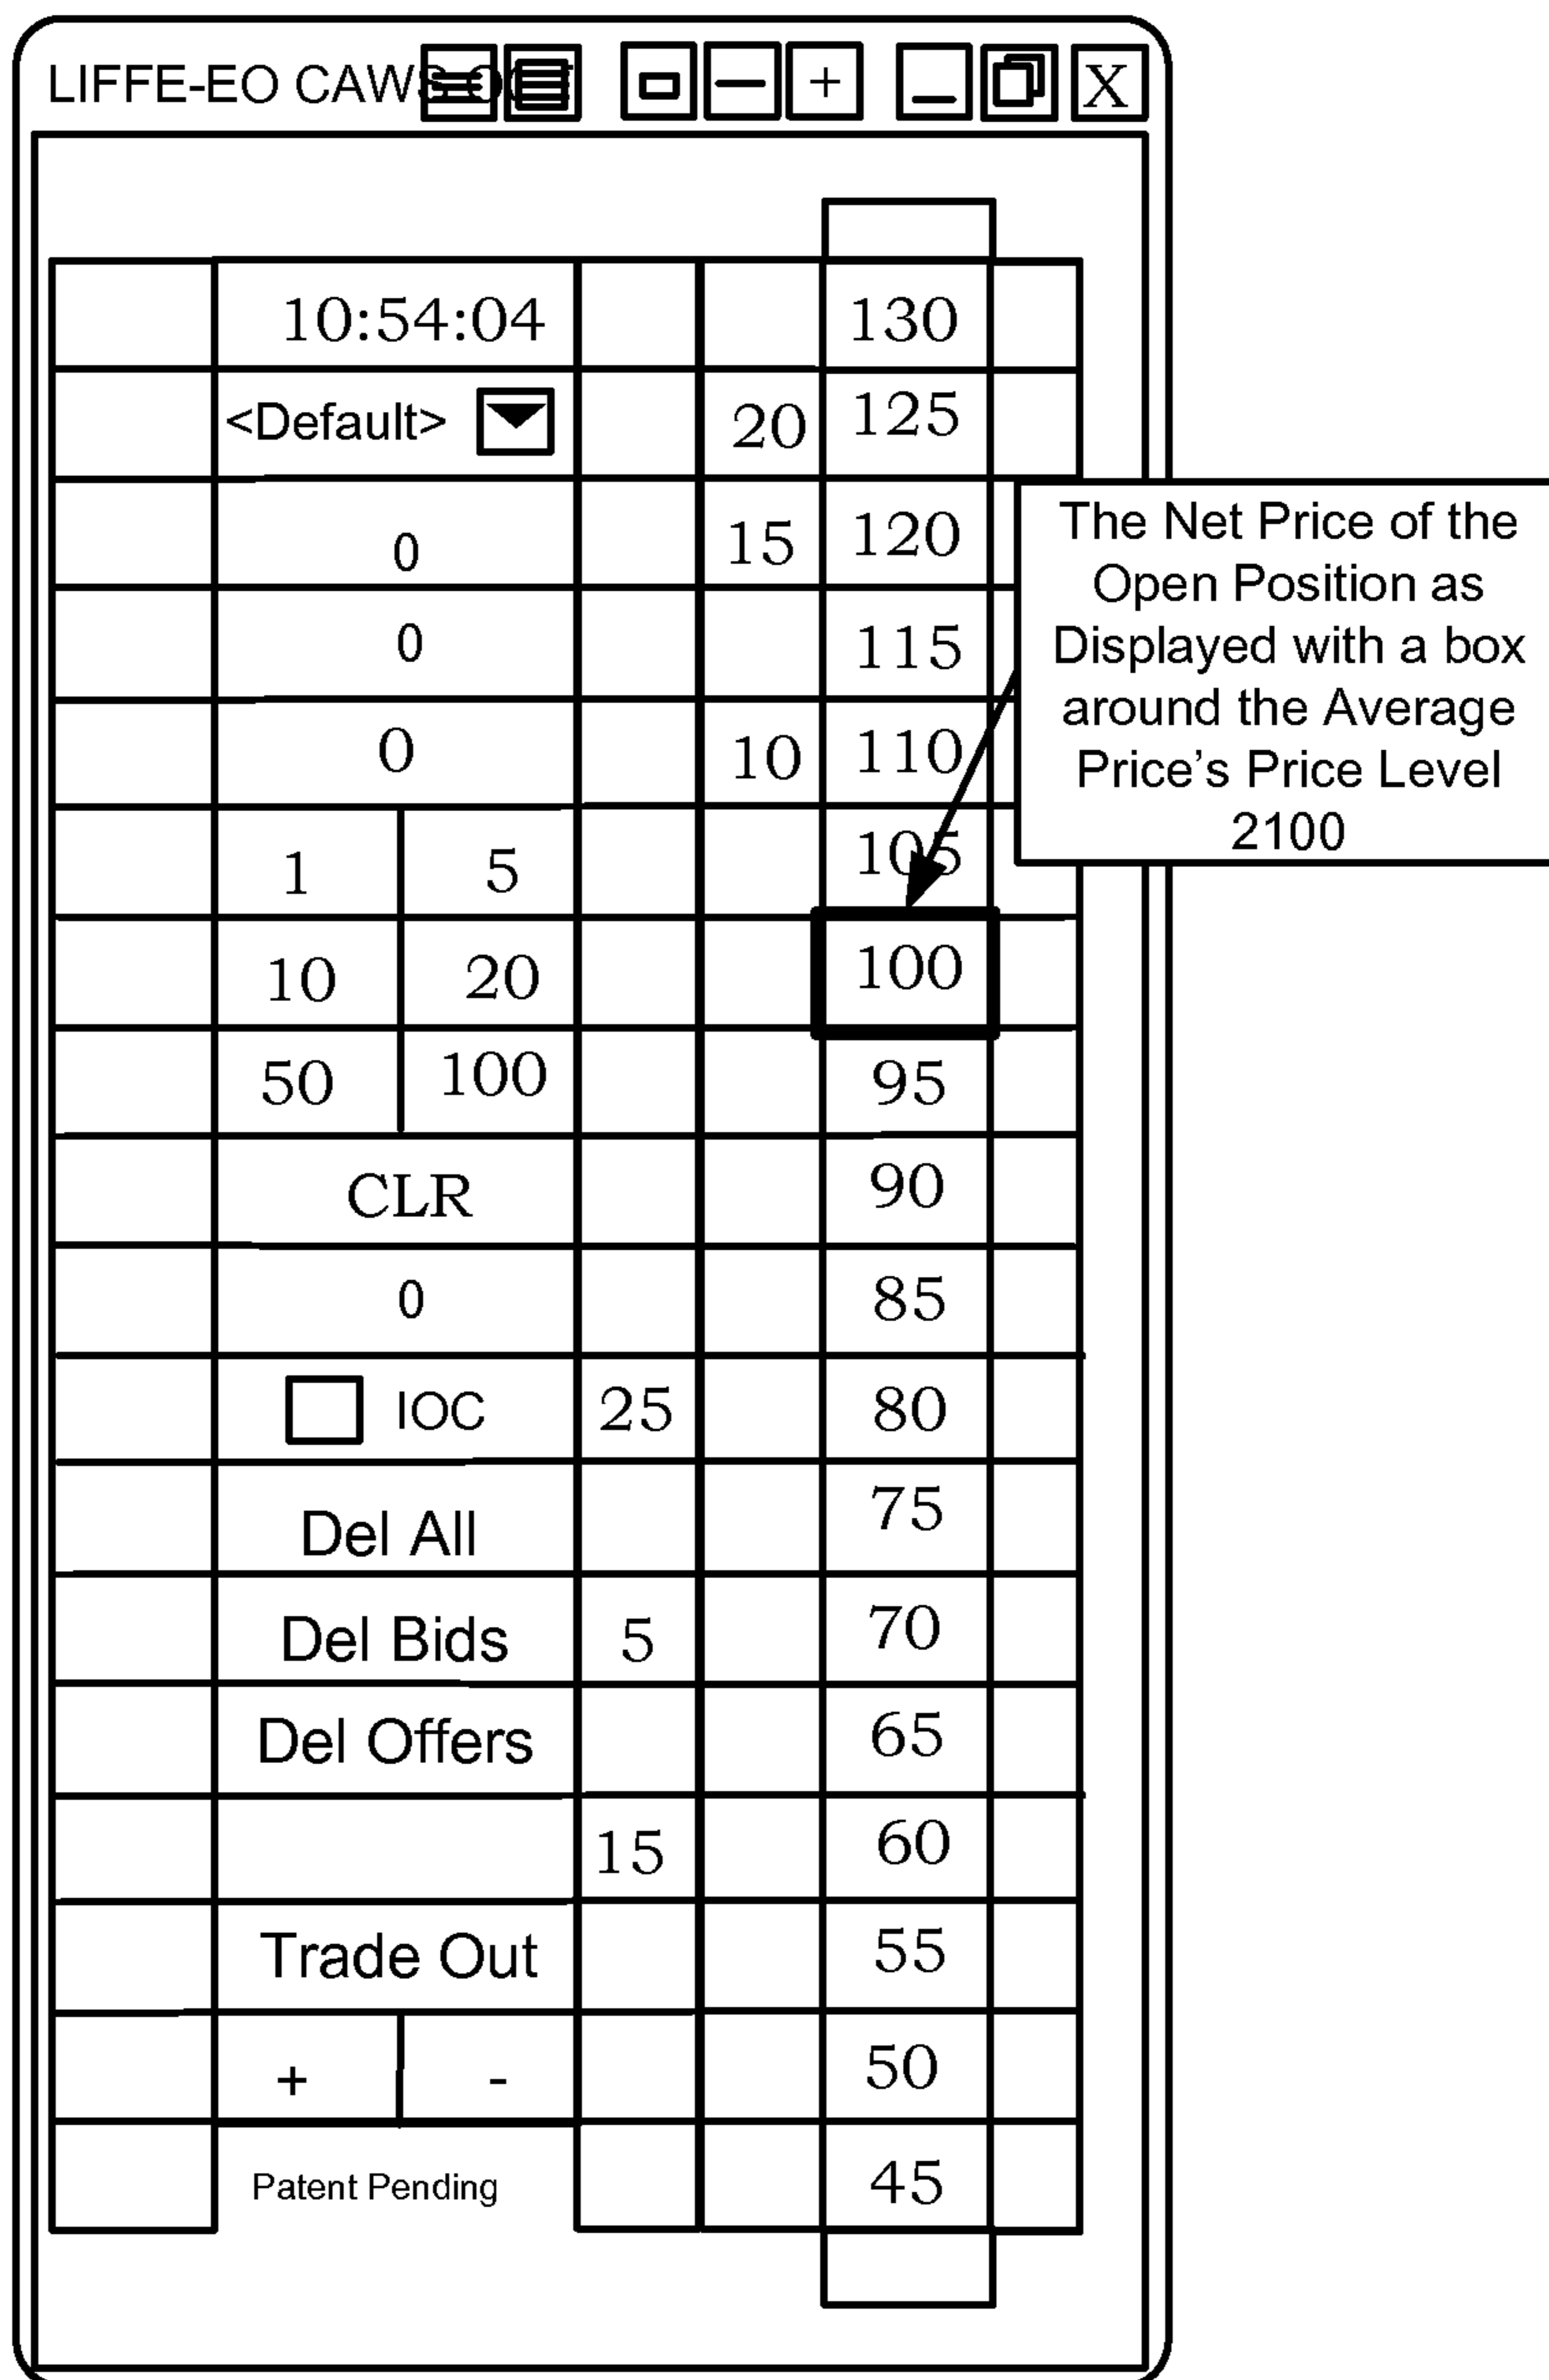 LIFFE-EO CAW
+ X
10:54:04 130
<Default> 20 125
0 15 120
0 115
0 10 110
1 5 105
10 20 100
50 100 95
CLR 90
0 85
IOC 25 80
Del All 75
Del Bids 5 70
Del Offers 65
15 60
Trade Out 55
+ - 50
Patent Pending 45
The Net Price of the
Open Position as
Displayed with a box
around the Average
Price's Price Level
2100